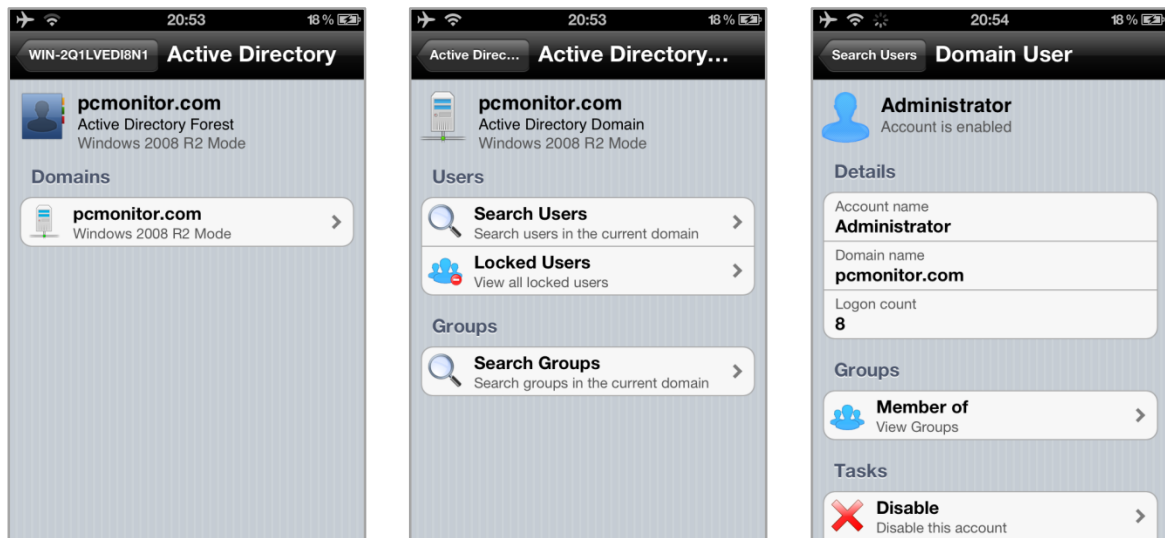 20:53
18 %
WIN-2Q1LVEDI8N1
Active Directory
pcmonitor.com
Active Directory Forest
Windows 2008 R2 Mode
Domains
pcmonitor.com
Windows 2008 R2 Mode
20:53
18 %
Active Direc...
Active Directory...
pcmonitor.com
Active Directory Domain
Windows 2008 R2 Mode
Users
Search Users
Search users in the current domain
Locked Users
View all locked users
Groups
Search Groups
Search groups in the current domain
20:54
18 %
Search Users
Domain User
Administrator
Account is enabled
Details
Account name
Administrator
Domain name
pcmonitor.com
Logon count
8
Groups
Member of
View Groups
Tasks
Disable
Disable this account